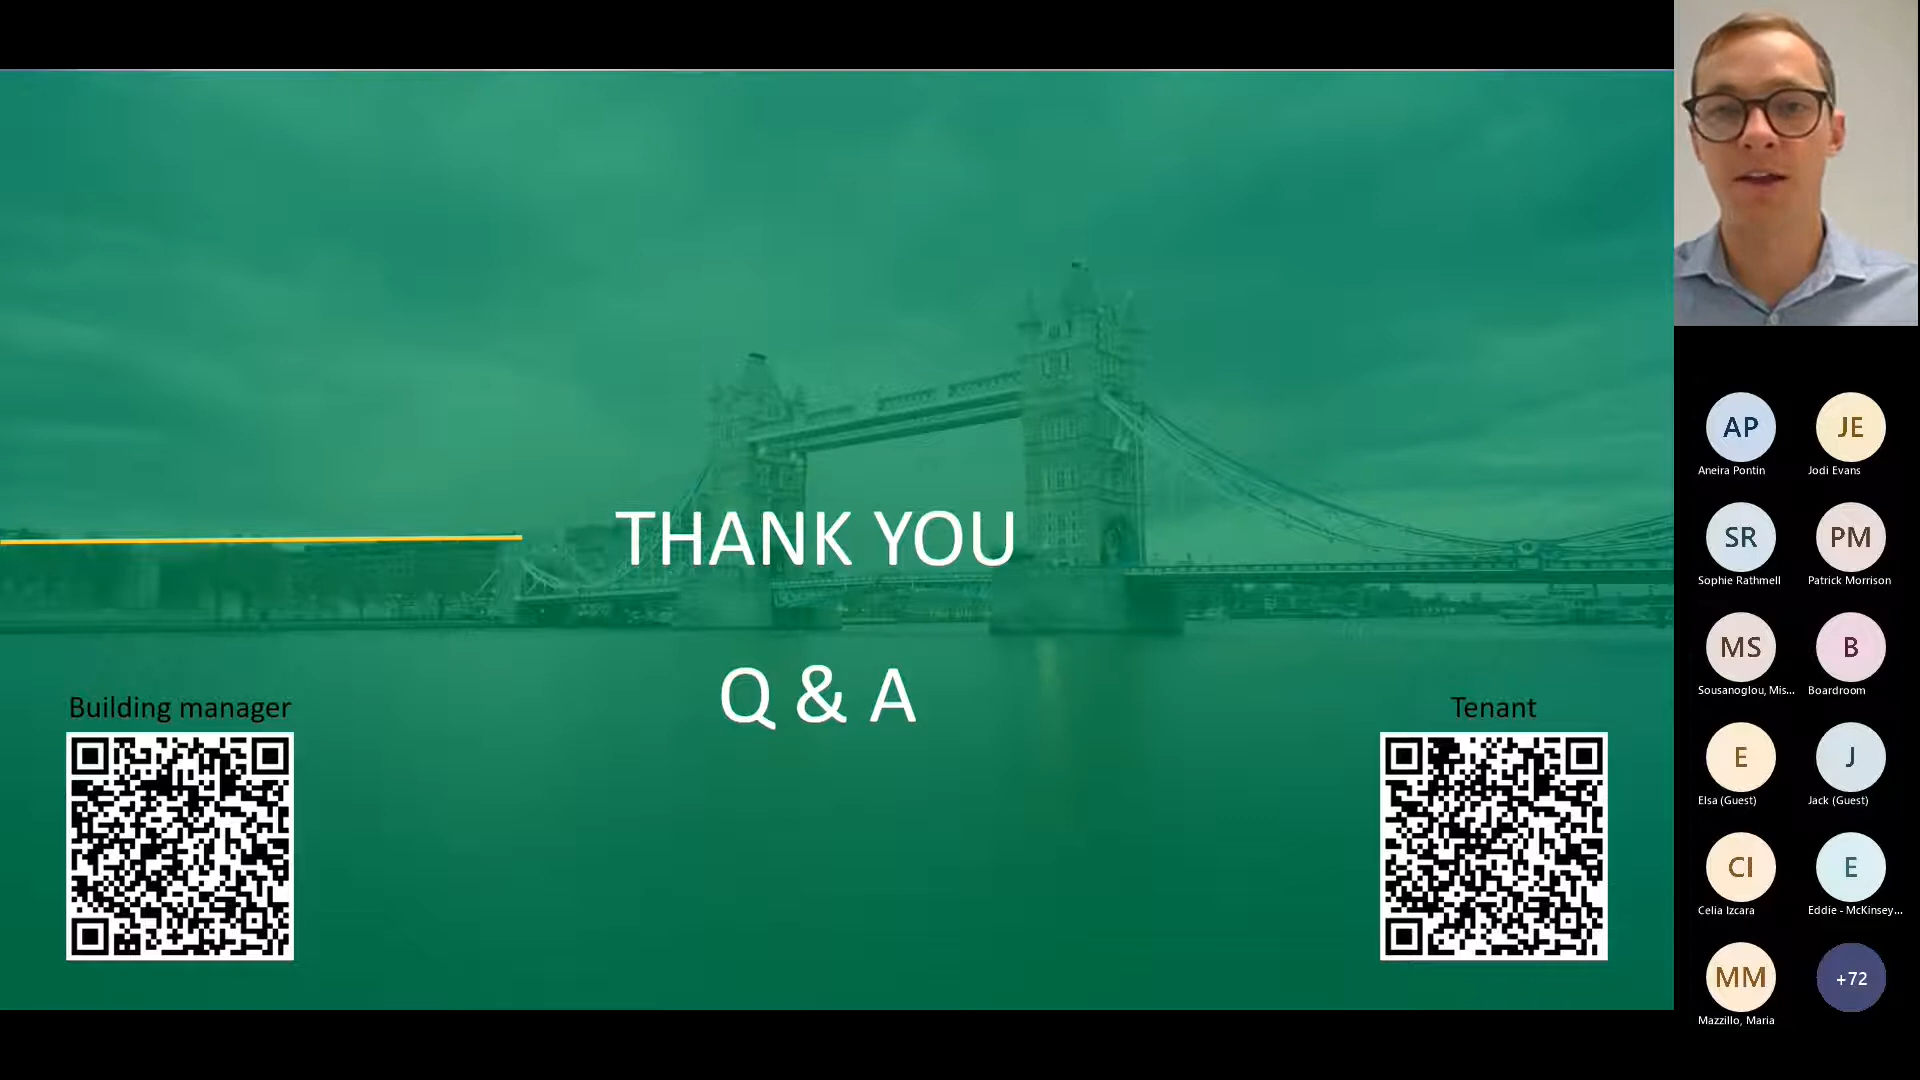 THANK YOU
Q & A
Building manager
Tenant
AP
JE
Aneira Pontin
Jodi Evans
SR
PM
Sophie Rathmell
Patrick Morrison
MS
B
Sousanoglou, Mis...
Boardroom
E
J
Elsa (Guest)
Jack (Guest)
CI
E
Celia Izcara
Eddie - McKinsey...
MM
+72
Mazzillo, Maria